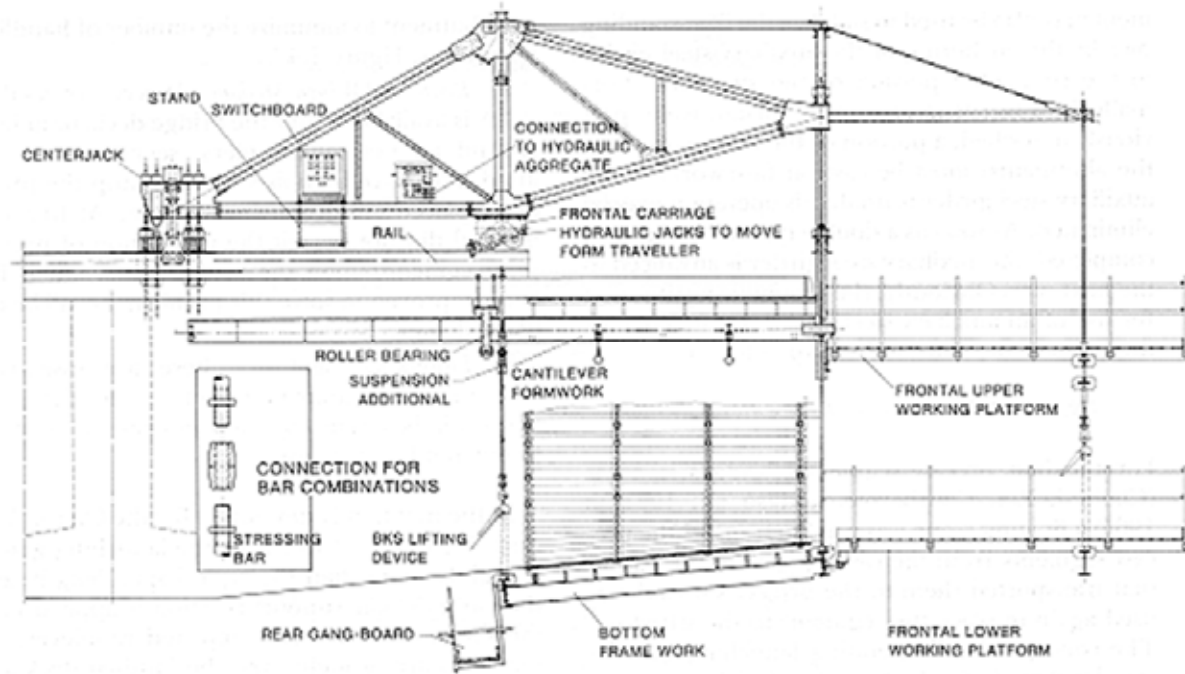 STAND
SWITCHBOARD
CENTERJACK
CONNECTION
TO HYDRAULIC
AGGREGATE
RAIL
FRONTAL CARRIAGE
HYDRAULIC JACKS TO MOVE
FORM TRAVELLER
ROLLER BEARING
SUSPENSION
ADDITIONAL
CANTILEVER
FORMWORK
FRONTAL UPPER
WORKING PLATFORM
CONNECTION FOR
BAR COMBINATIONS
STRESSING
BAR
BKS LIFTING
DEVICE
REAR GANG-BOARD
BOTTOM
FRAME WORK
FRONTAL LOWER
WORKING PLATFORM